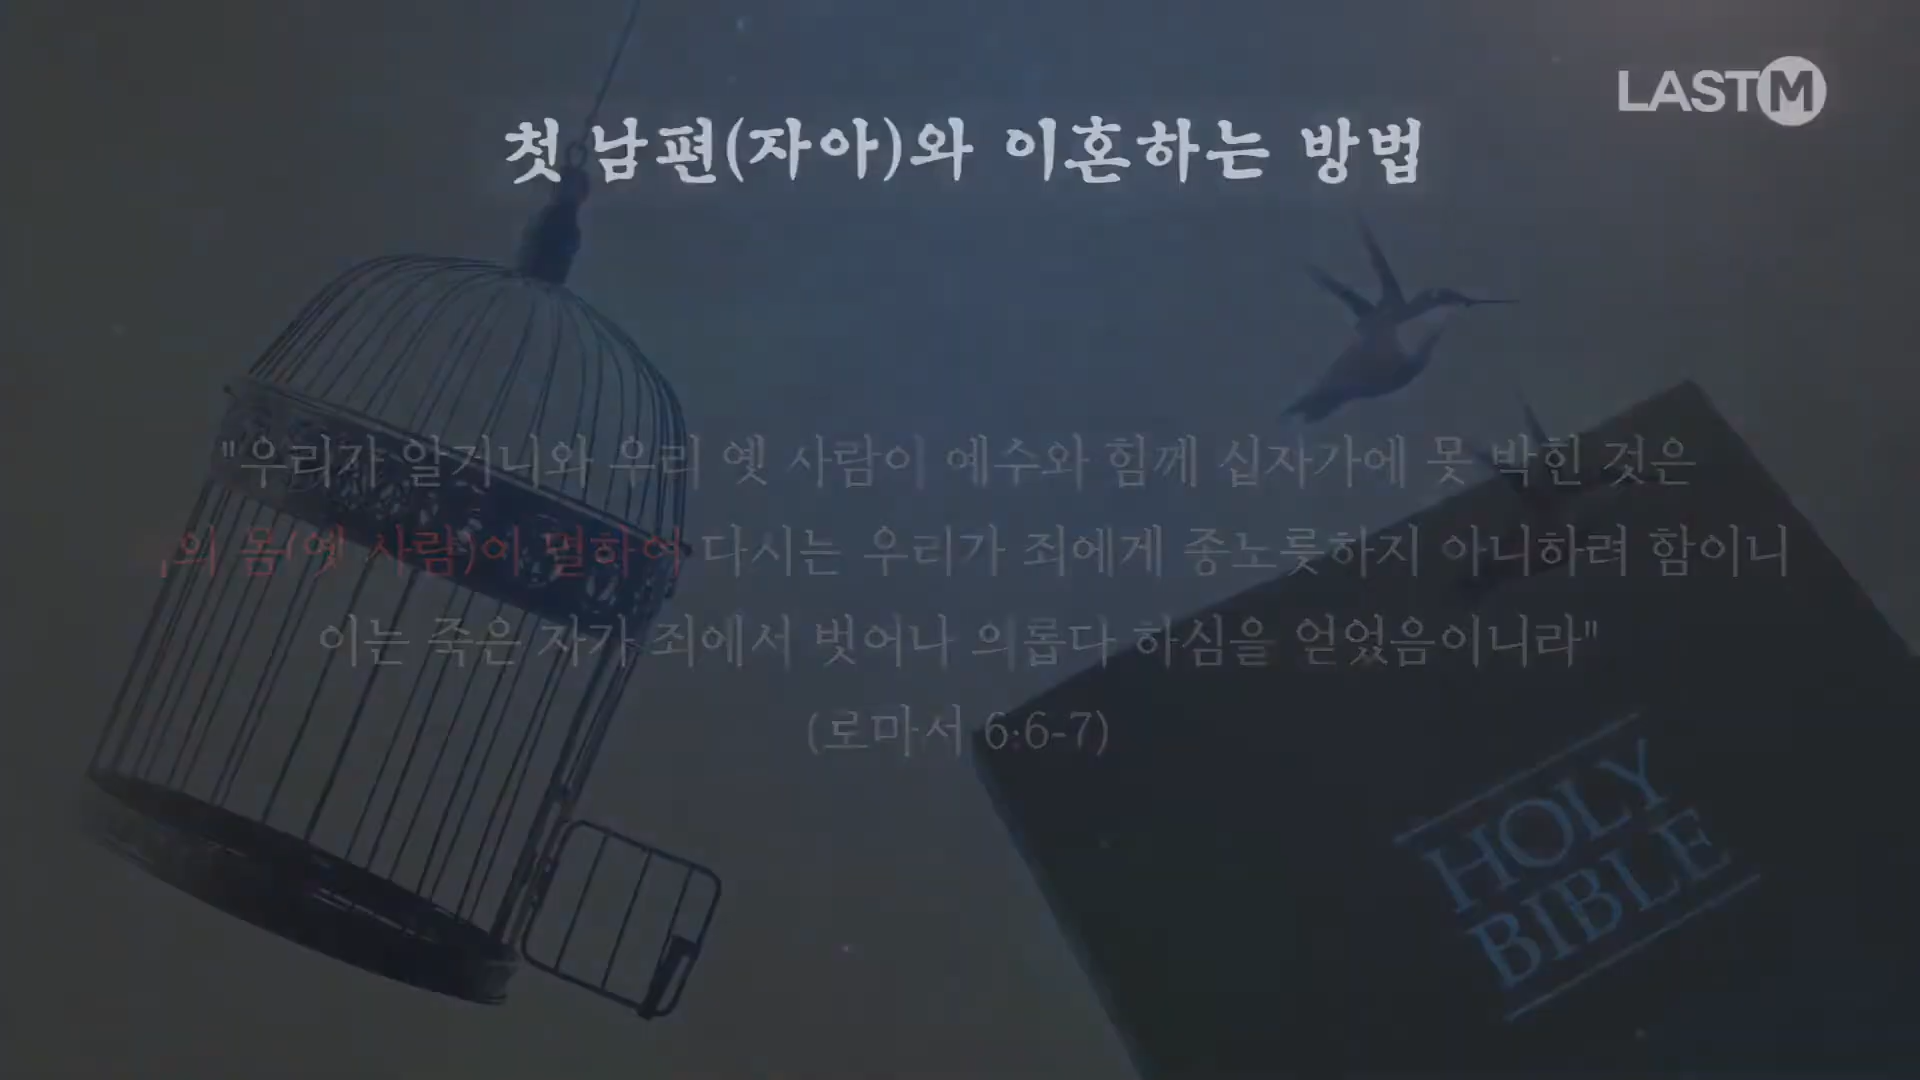 LASTM
첫 남편(자아)와 이혼하는 방법
"우리가 알거니와 우리 옛 사람이 예수와 함께 십자가에 못 박힌 것은
죄의 몸(옛 사람)이 멸하여 다시는 우리가 죄에게 종노릇하지 아니하려 함이니
이는 죽은 자가 죄에서 벗어나 의롭다 하심을 얻었음이니라"
(로마서 6:6-7)
HOLY
BIBLE